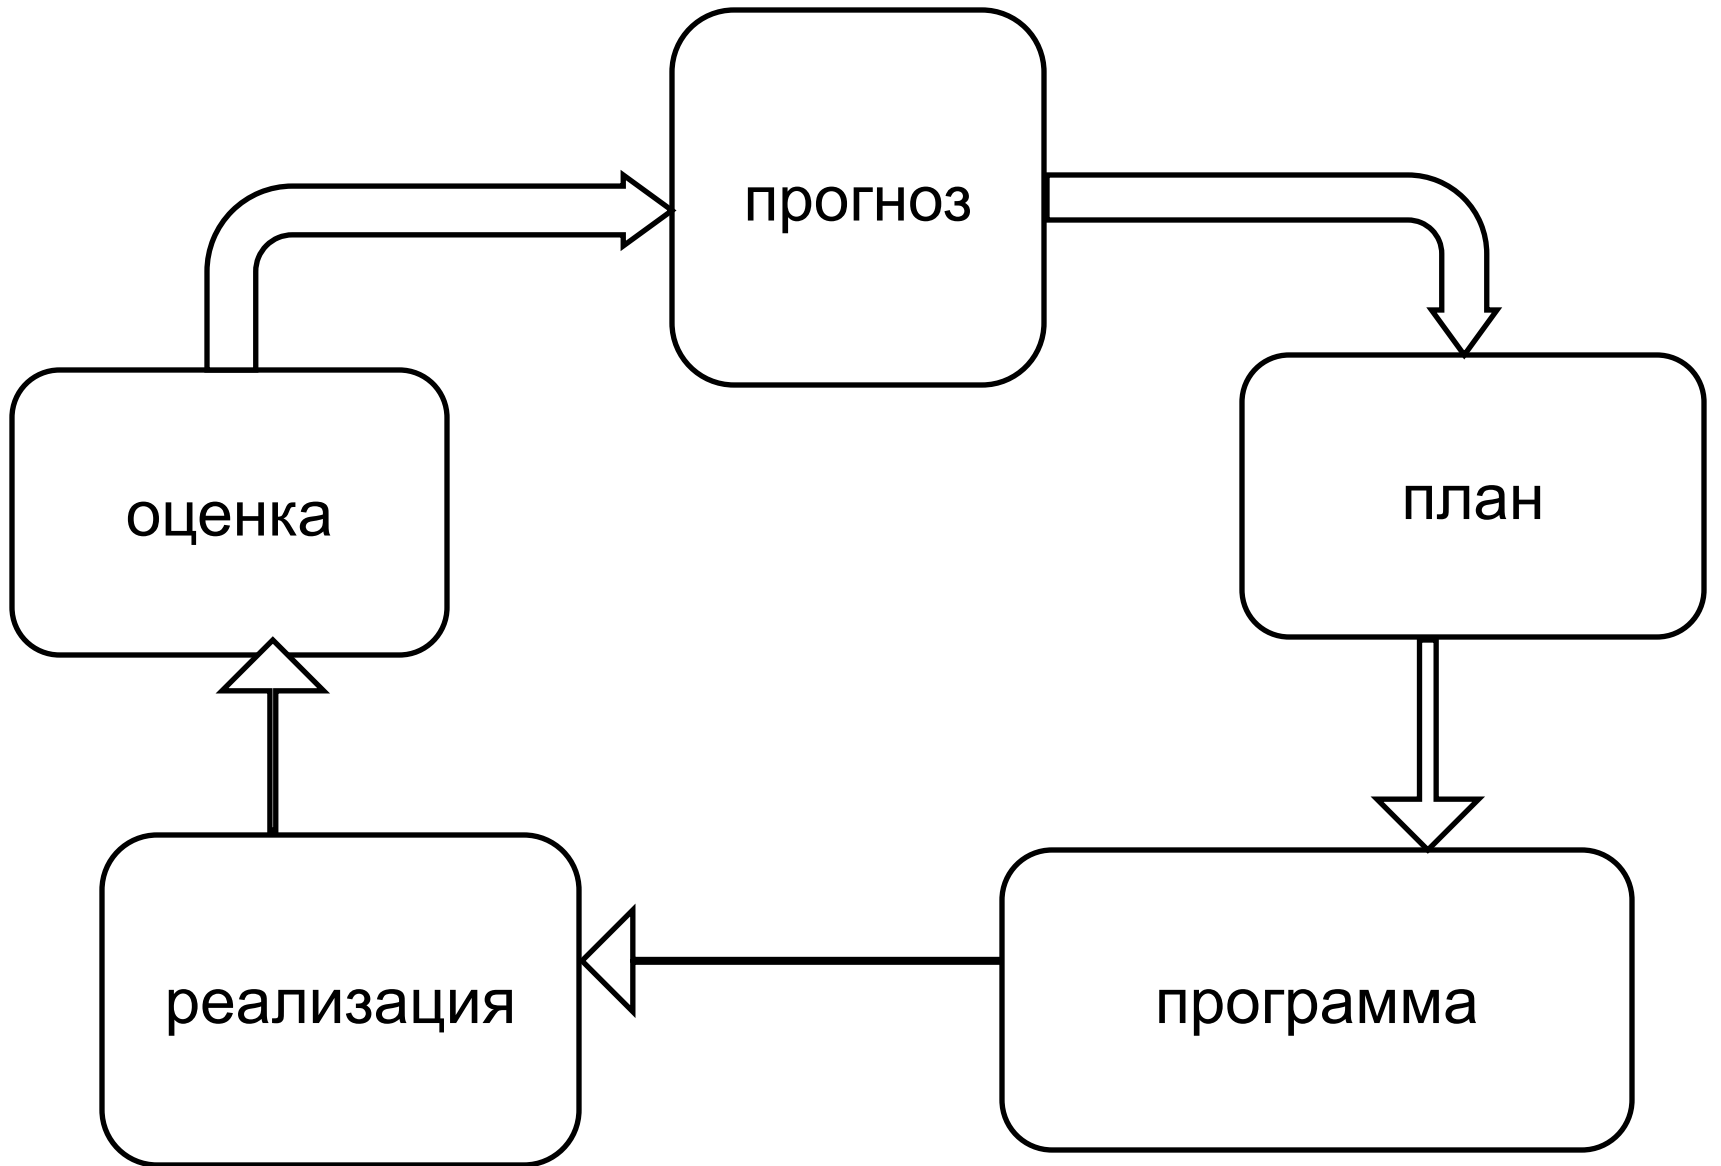 прогноз
план
программа
реализация
оценка